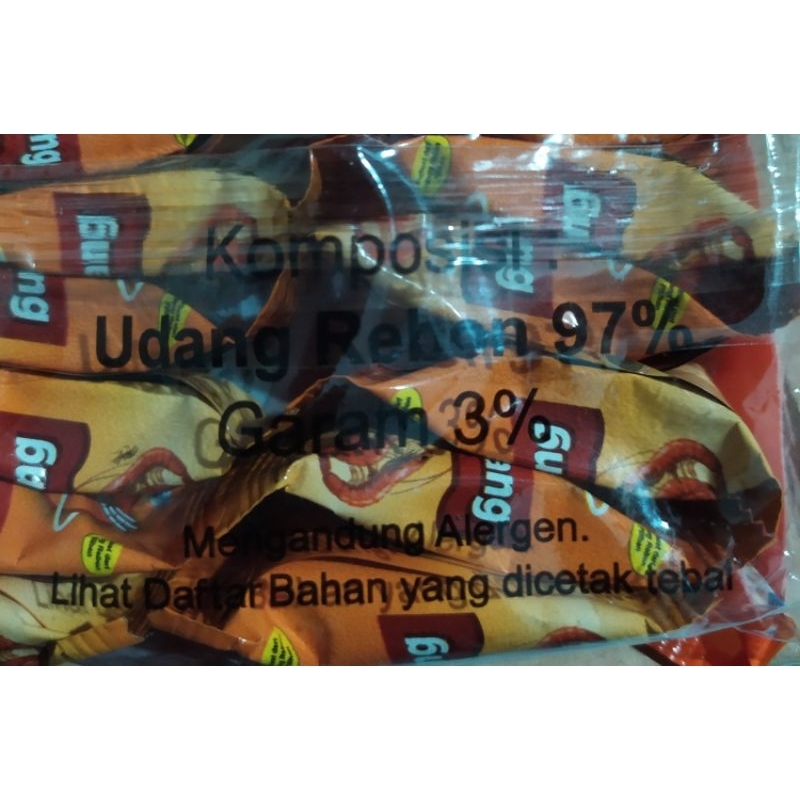 Komposisi :
Udang Rebon 97%
Garam 3%
Mengandung Alergen.
Lihat Daftar Bahan yang dicetak tebal